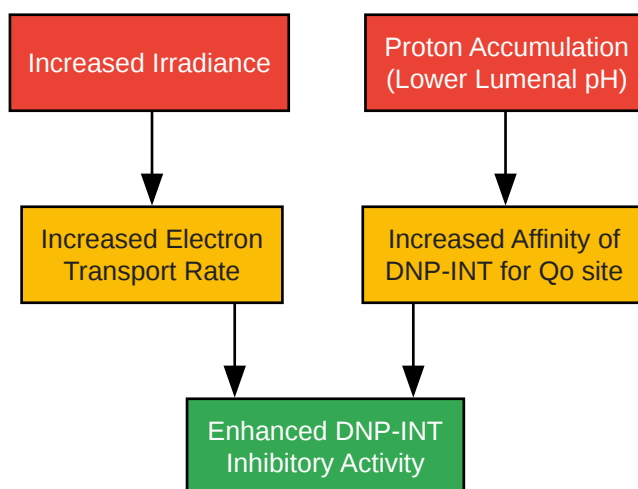 Increased Irradiance
Proton Accumulation
(Lower Lumenal pH)
Increased Electron
Transport Rate
Increased Affinity of
DNP-INT for Qo site
Enhanced DNP-INT
Inhibitory Activity